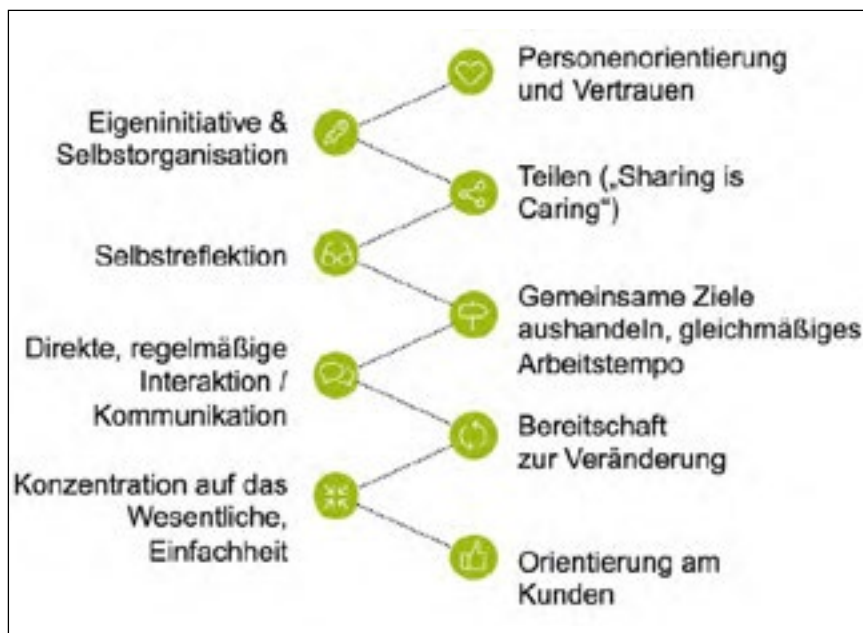 Personenorientierung
und Vertrauen
Eigeninitiative &
Selbstorganisation
Teilen („Sharing is
Caring“)
Selbstreflektion
Gemeinsame Ziele
aushandeln, gleichmäßiges
Arbeitstempo
Direkte, regelmäßige
Interaktion /
Kommunikation
Bereitschaft
zur Veränderung
Konzentration auf das
Wesentliche,
Einfachheit
Orientierung am
Kunden